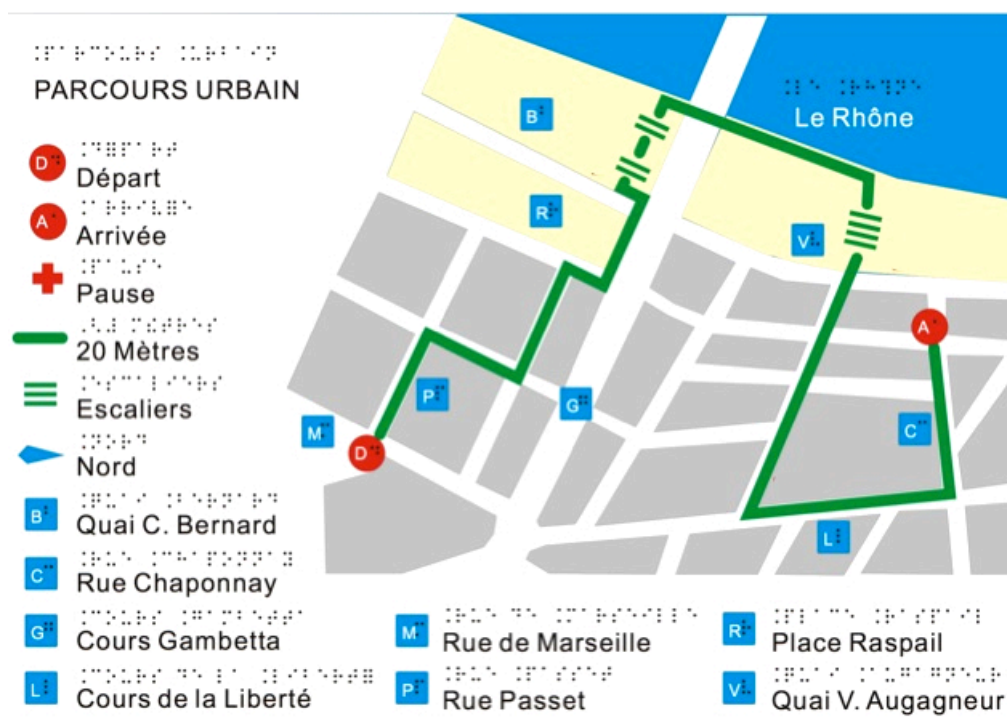 PARCOURS URBAIN
D Départ
A Arrivée
Pause
20 Mètres
Escaliers
Nord
B Quai C. Bernard
C Rue Chaponnay
G Cours Gambetta
L Cours de la Liberté
M Rue de Marseille
P Rue Passet
R Place Raspail
V Quai V. Augagneur
Le Rhône
B
R
V
A
P
G
M
C
D
L